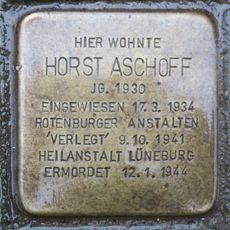 HIER WOHNTE
HORST ASCHOFF
JG. 1930
EINGEWIESEN 17.3.1934
ROTENBURGER ANSTALTEN
'VERLEGT' 9.10.1941
HEILANSTALT LÜNEBURG
ERMORDET 12.1.1944